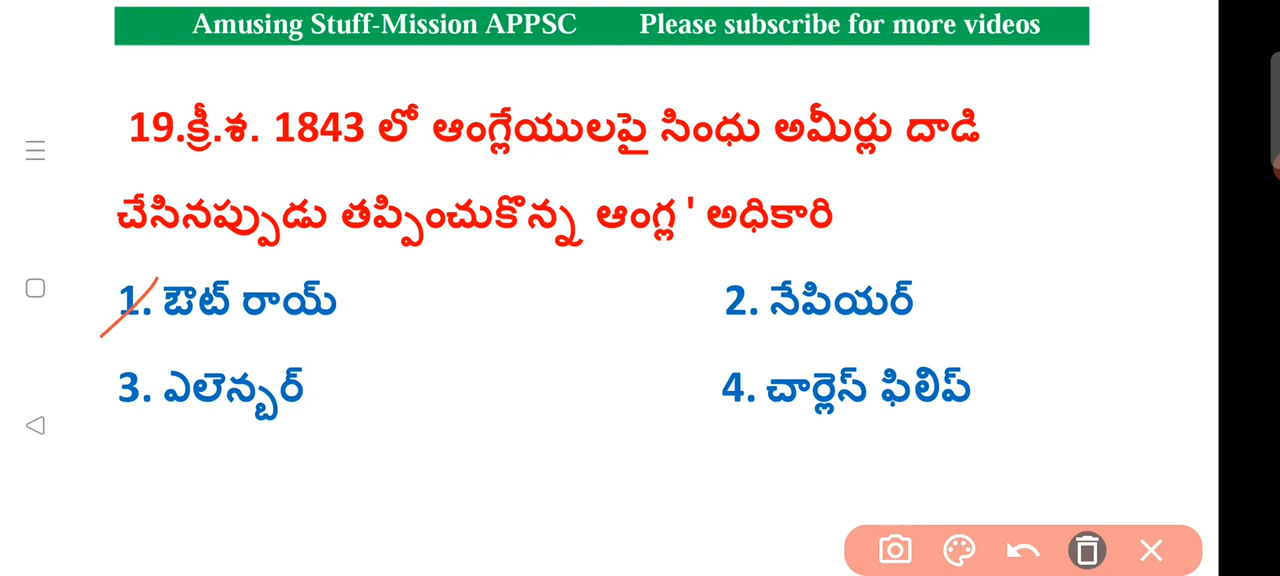 Amusing Stuff-Mission APPSC Please subscribe for more videos
19.క్రీ.శ. 1843 లో ఆంగ్లేయులపై సింధు అమీర్లు దాడి
చేసినప్పుడు తప్పించుకొన్న ఆంగ్ల ' అధికారి
1. ఔట్ రాయ్ 2. నేపియర్
3. ఎలెన్బర్ 4. చార్లెస్ ఫిలిప్